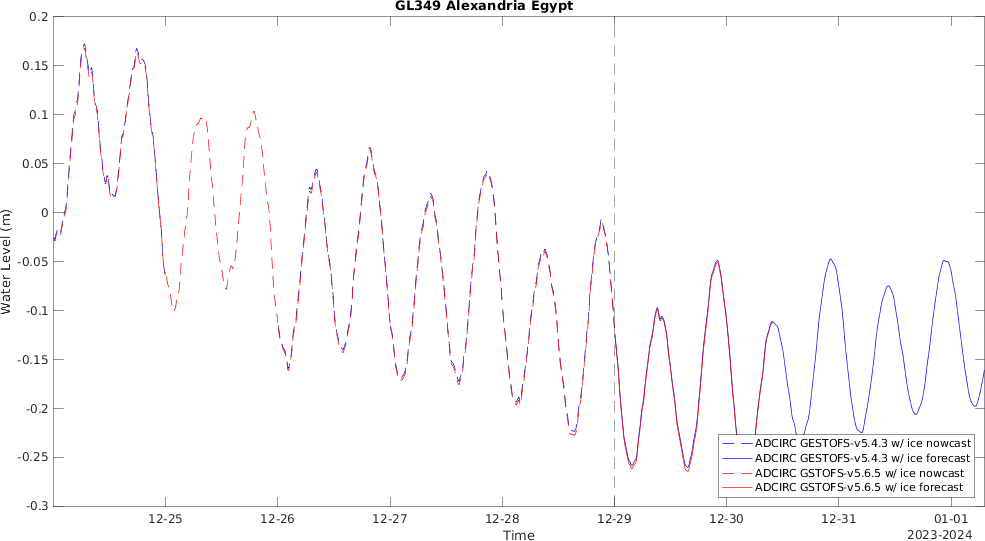 GL349 Alexandria Egypt
0.2
0.15
0.1
0.05
0
-0.05
-0.1
-0.15
-0.2
-0.25
-0.3
Water Level (m)
12-25 12-26 12-27 12-28 12-29 12-30 12-31 01-01
Time
2023-2024
ADCIRC GESTOFS-v5.4.3 w/ ice nowcast
ADCIRC GESTOFS-v5.4.3 w/ ice forecast
ADCIRC GSTOFS-v5.6.5 w/ ice nowcast
ADCIRC GSTOFS-v5.6.5 w/ ice forecast